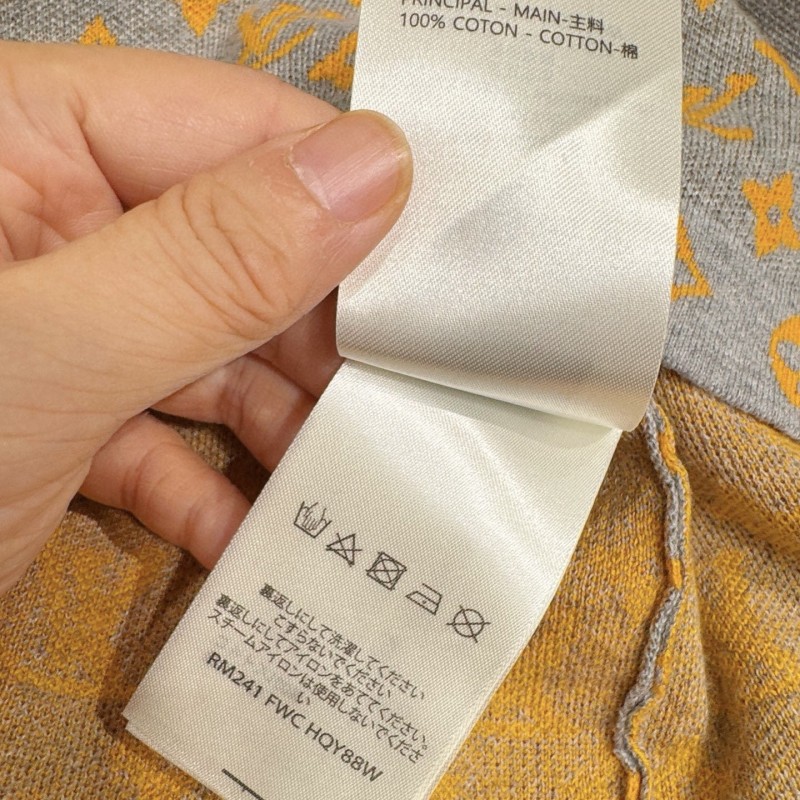 PRINCIPAL - MAIN-主料
100% COTON - COTTON-棉
裏返しにして洗濯してください
こすらないでください
裏返しにしてアイロンをあててください。
スチームアイロンは使用しないでくださ
い
RM241 FWC HQY88W